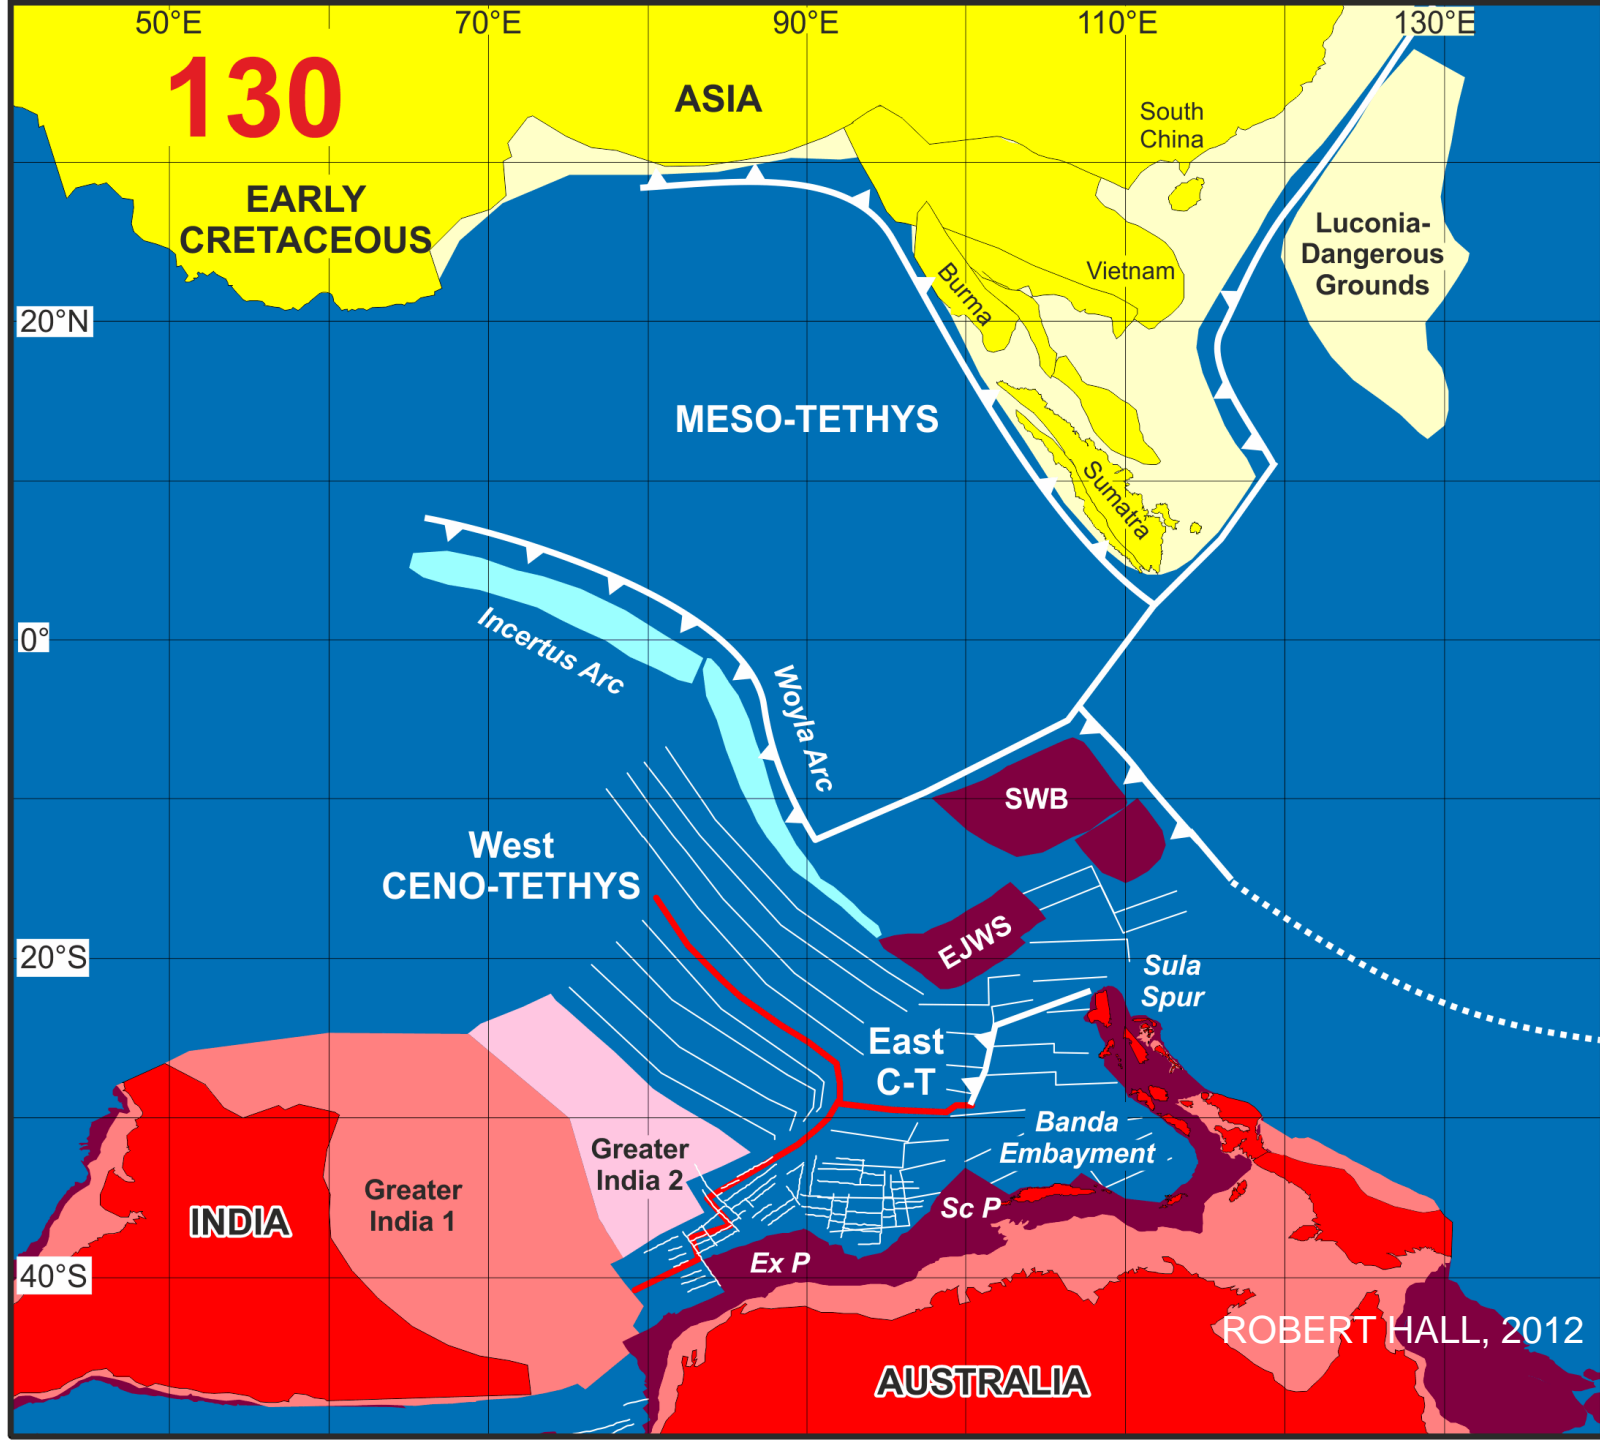 50°E
70°E
90°E
110°E
130°E
130
ASIA
South
China
EARLY
CRETACEOUS
Luconia-
Dangerous
Grounds
Burma
Vietnam
20°N
MESO-TETHYS
Sumatra
0°
Incertus Arc
Woyla Arc
SWB
West
CENO-TETHYS
EJWS
20°S
Sula
Spur
East
C-T
Banda
Embayment
Greater
India 2
Greater
India 1
INDIA
Sc P
Ex P
40°S
ROBERT HALL, 2012
AUSTRALIA